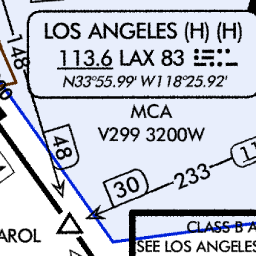 LOS ANGELES (H) (H)
113.6 LAX 83
N33°55.99' W118°25.92'
148
MCA
V299 3200W
48
30
233
11
CLASS B A
SEE LOS ANGELES
AROL